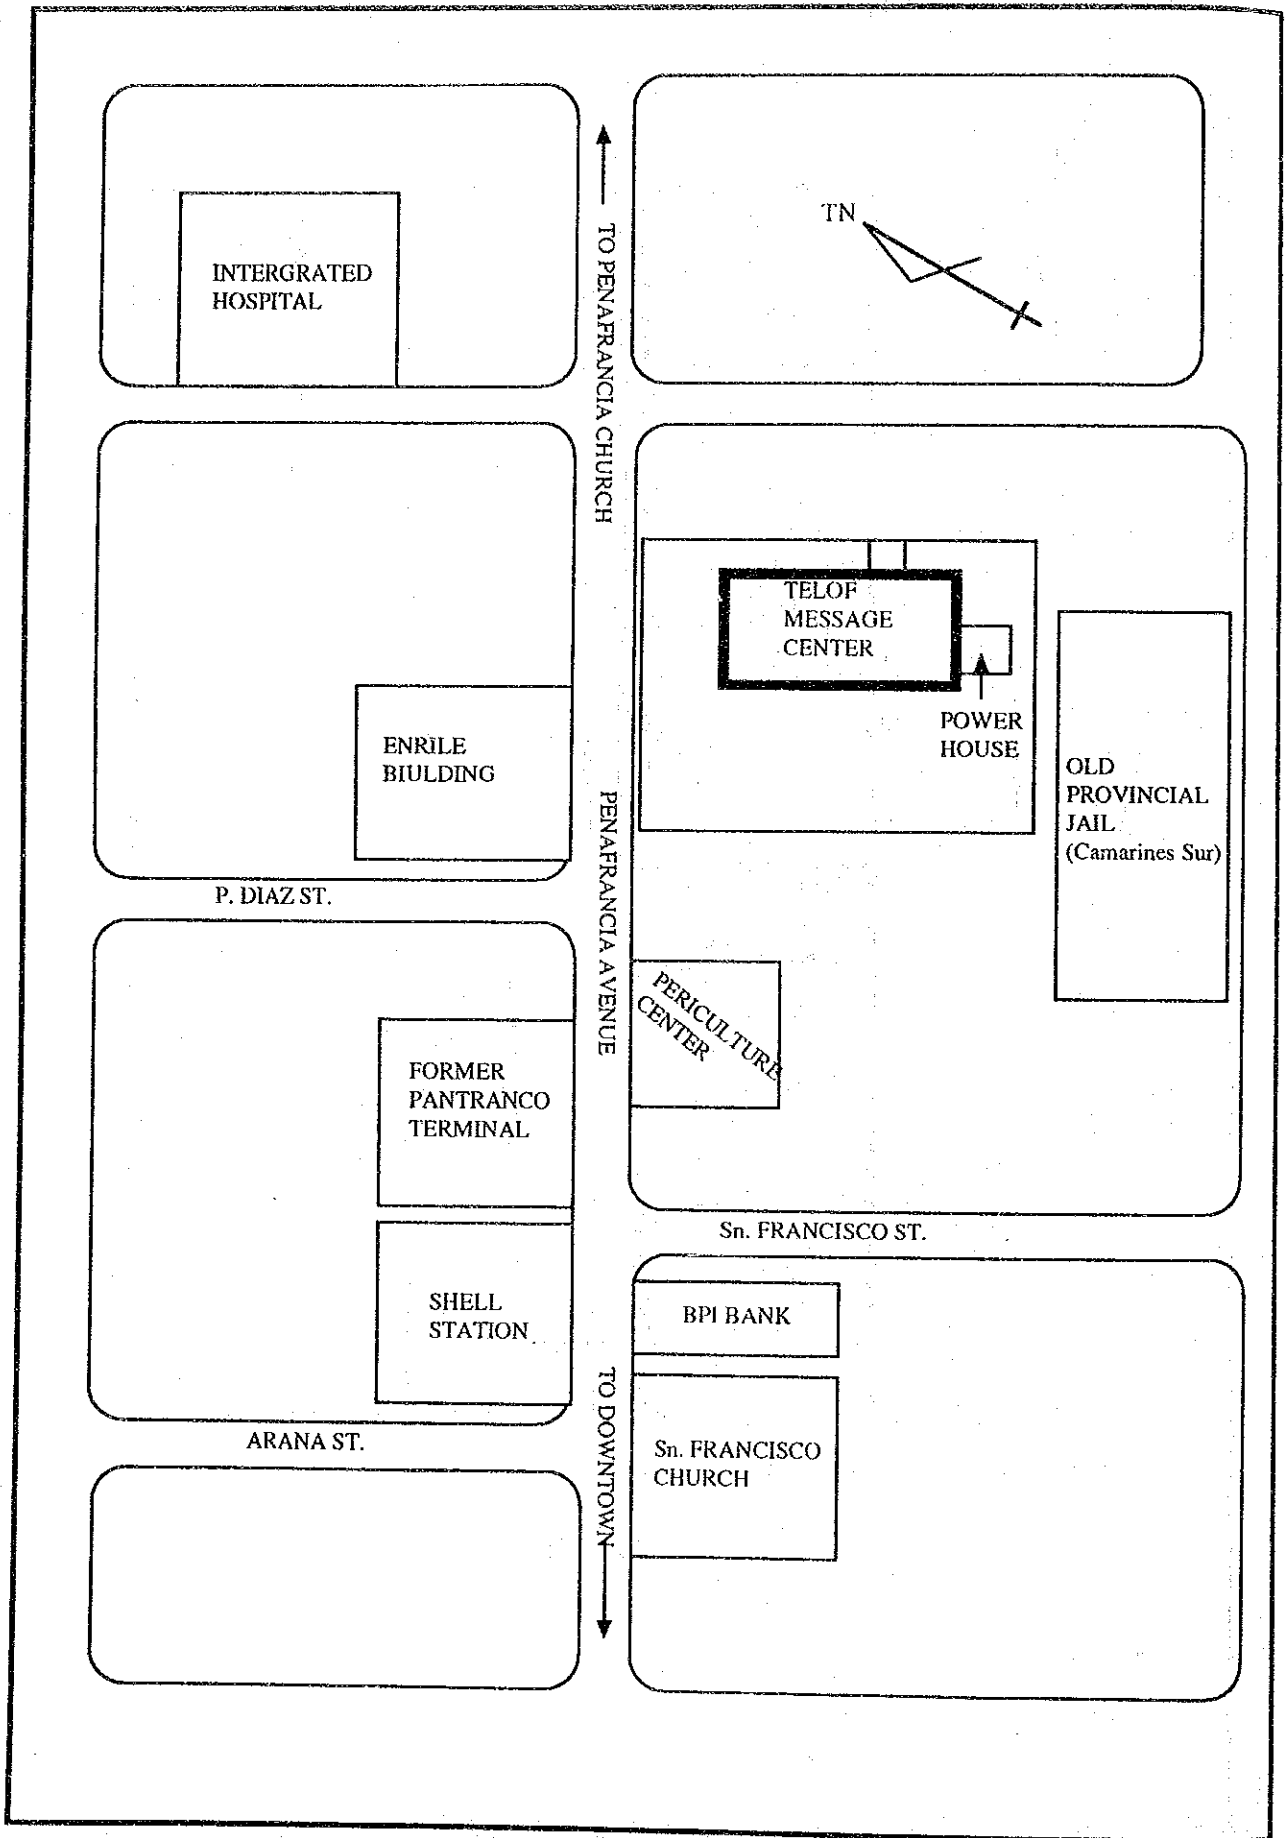 TN
INTERGRATED
HOSPITAL
TO PENAFRANCIA CHURCH
TELOF
MESSAGE
CENTER
POWER
HOUSE
OLD
PROVINCIAL
JAIL
(Camarines Sur)
ENRILE
BIULDING
P. DIAZ ST.
PENAFRANCIA AVENUE
PERICULTURE
CENTER
FORMER
PANTRANCO
TERMINAL
Sn. FRANCISCO ST.
SHELL
STATION
BPI BANK
TO DOWNTOWN
ARANA ST.
Sn. FRANCISCO
CHURCH